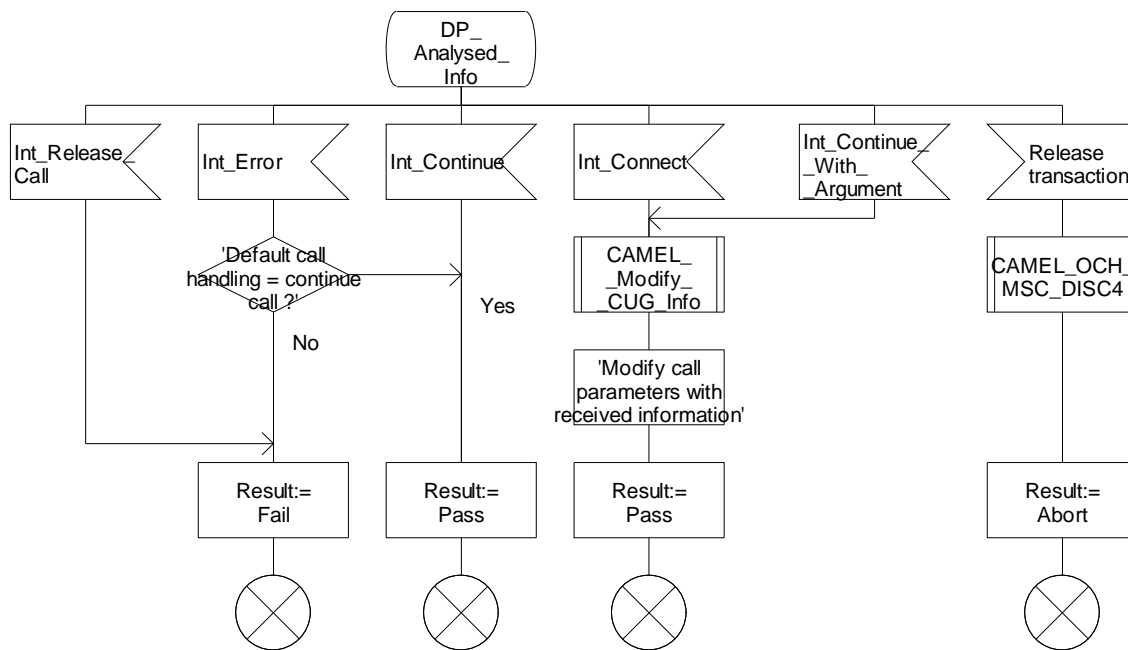 DP_
Analysed_
Info
Int_Release_
Call
Int_Error
Int_Continue
Int_Connect
Int_Continue_
_With_
_Argument
Release
transaction
'Default call
handling = continue
call ?'
Yes
No
CAMEL_
_Modify_
_CUG_Info
CAMEL_OCH_
MSC_DISC4
'Modify call
parameters with
received information'
Result:=
Fail
Result:=
Pass
Result:=
Pass
Result:=
Abort